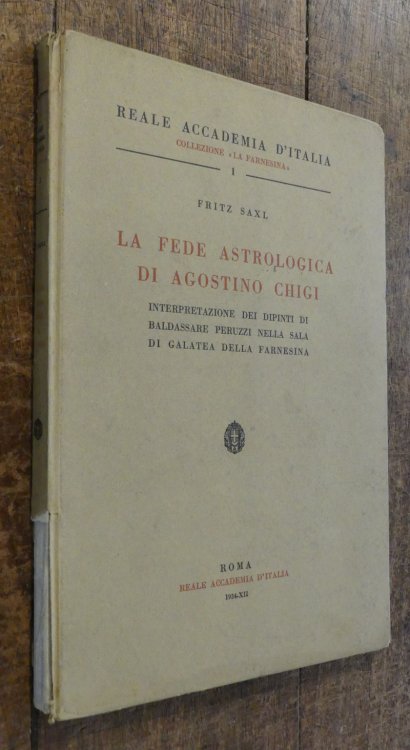 REALE ACCADEMIA D'ITALIA
COLLEZIONE «LA FARNESINA»
1
FRITZ SAXL
LA FEDE ASTROLOGICA
DI AGOSTINO CHIGI
INTERPRETAZIONE DEI DIPINTI DI
BALDASSARE PERUZZI NELLA SALA
DI GALATEA DELLA FARNESINA
ROMA
REALE ACCADEMIA D'ITALIA
1934-XII